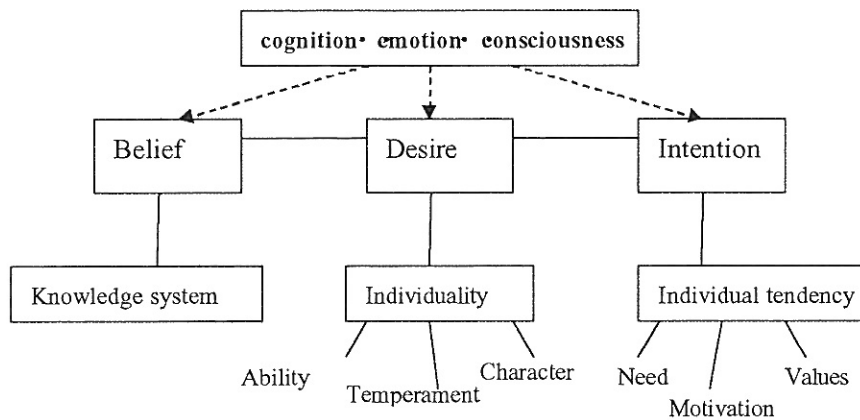 cognition· emotion· consciousness
Belief
Desire
Intention
Knowledge system
Individuality
Individual tendency
Ability
Temperament
Character
Need
Motivation
Values